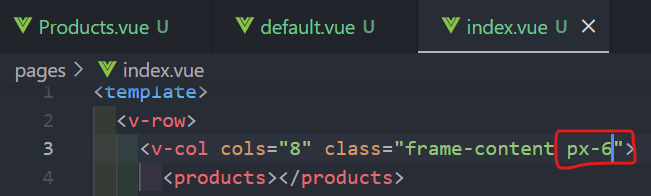 Products.vue U default.vue U index.vue U ×
pages > index.vue
1 <template>
2 <v-row>
3 <v-col cols="8" class="frame-content px-6">
4 <products></products>